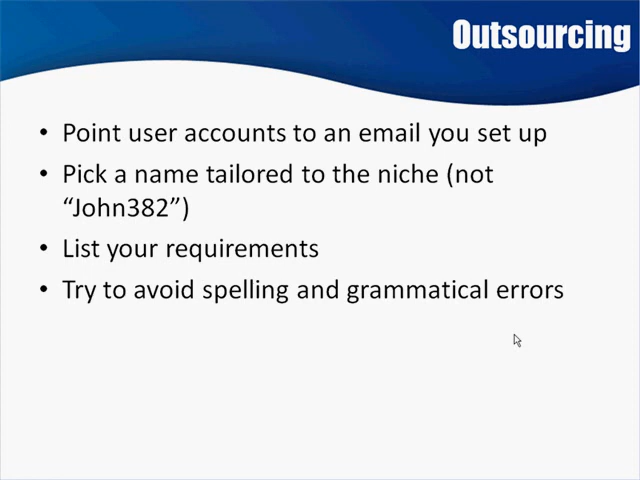 Outsourcing
• Point user accounts to an email you set up
• Pick a name tailored to the niche (not
“John382”)
• List your requirements
• Try to avoid spelling and grammatical errors